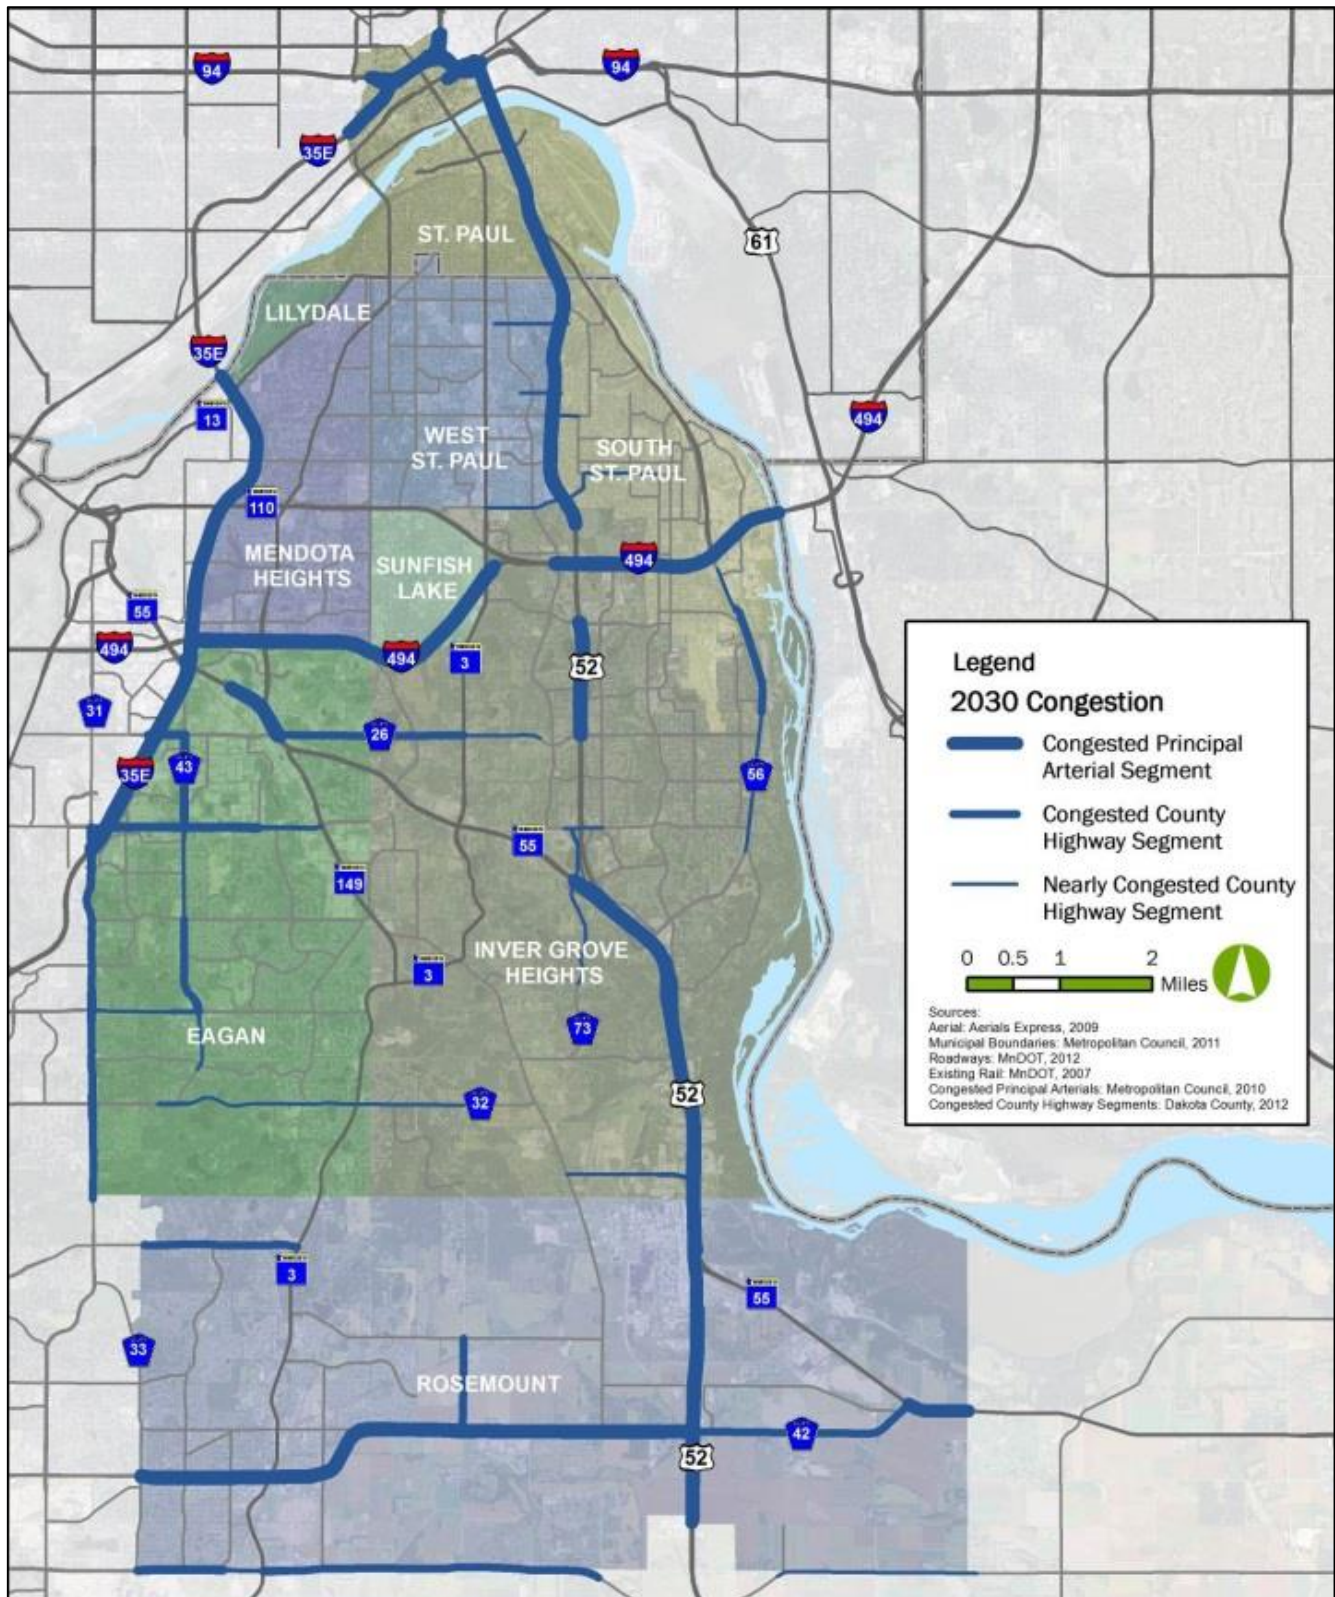 94
94
35E
61
ST. PAUL
LILYDALE
35E
13
494
WEST
ST. PAUL
SOUTH
ST. PAUL
110
MENDOTA
HEIGHTS
SUNFISH
LAKE
494
55
494
494
3
52
31
26
43
35E
56
55
149
INVER GROVE
HEIGHTS
3
EAGAN
73
32
52
3
55
33
ROSEMOUNT
42
52
Legend
2030 Congestion
Congested Principal
Arterial Segment
Congested County
Highway Segment
Nearly Congested County
Highway Segment
0 0.5 1 2
Miles
Sources:
Aerial: Aerials Express, 2009
Municipal Boundaries: Metropolitan Council, 2011
Roadways: MnDOT, 2012
Existing Rail: MnDOT, 2007
Congested Principal Arterials: Metropolitan Council, 2010
Congested County Highway Segments: Dakota County, 2012